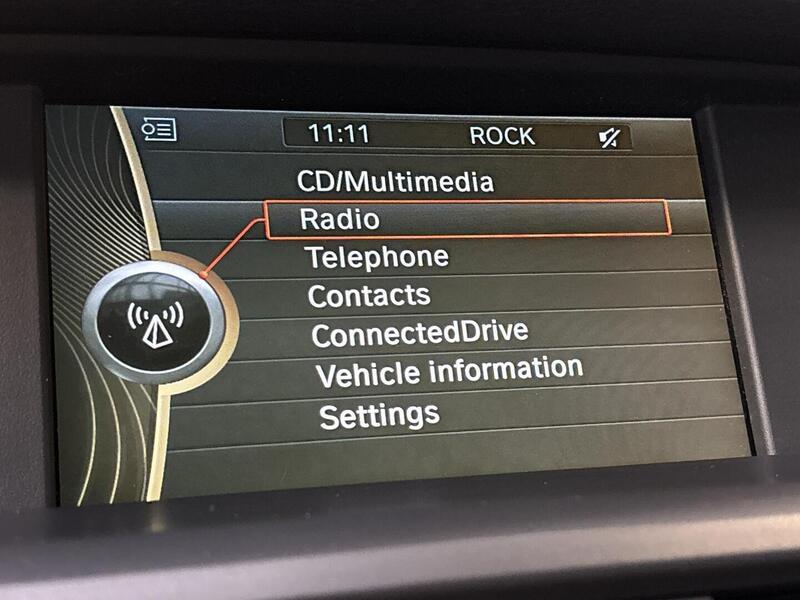 11:11 ROCK
CD/Multimedia
Radio
Telephone
Contacts
ConnectedDrive
Vehicle information
Settings